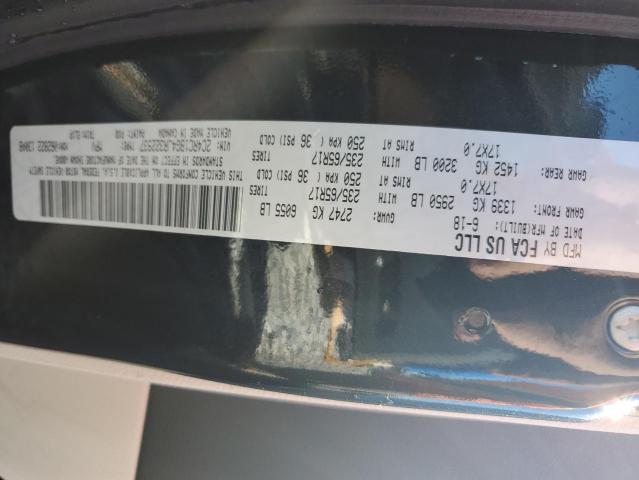 MFD BY FCA US LLC
DATE OF MFR(BUILT): 6-18 GVWR: 2747 KG 6055 LB
GAWR FRONT: 1339 KG 2950 LB WITH 235/65R17 TIRES
17X7.0 RIMS AT 250 KPA ( 36 PSI) COLD
GAWR REAR: 1452 KG 3200 LB WITH 235/65R17 TIRES
17X7.0 RIMS AT 250 KPA ( 36 PSI) COLD
THIS VEHICLE CONFORMS TO ALL APPLICABLE U.S.A. FEDERAL MOTOR VEHICLE SAFETY
STANDARDS IN EFFECT ON THE DATE OF MANUFACTURE SHOWN ABOVE.
VIN: TYPE: MPV
VEHICLE MADE IN CANADA PAINT: TRIM: